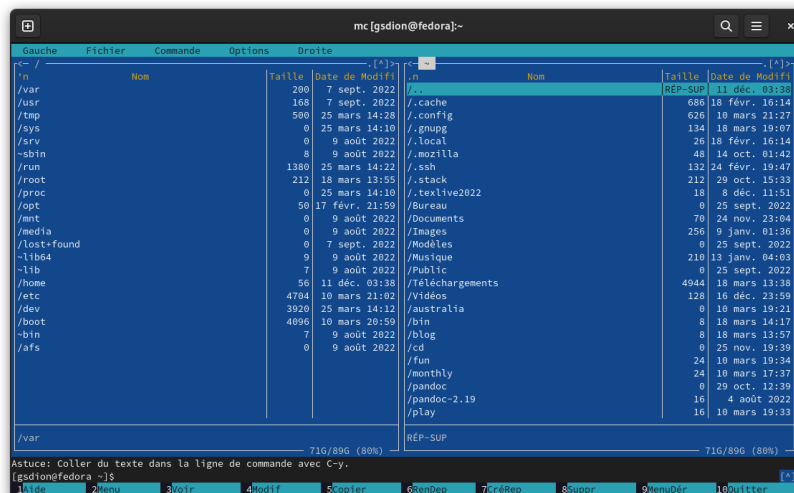 mc [gsdion@fedora]:~
Gauche Fichier Commande Options Droite
<─ / ─.[^]>
'n Nom Taille Date de Modifi
/var 200 7 sept. 2022
/usr 168 7 sept. 2022
/tmp 500 25 mars 14:28
/sys 0 25 mars 14:10
/srv 0 9 août 2022
~sbin 8 9 août 2022
/run 1380 25 mars 14:22
/root 212 18 mars 13:55
/proc 0 25 mars 14:10
/opt 50 17 févr. 21:59
/mnt 0 9 août 2022
/media 0 9 août 2022
/lost+found 0 7 sept. 2022
~lib64 9 9 août 2022
~lib 7 9 août 2022
/home 56 11 déc. 03:38
/etc 4704 10 mars 21:02
/dev 3920 25 mars 14:12
/boot 4096 10 mars 20:59
~bin 7 9 août 2022
/afs 0 9 août 2022
/var
71G/89G (80%)
<─ ~ ─.[^]>
.n Nom Taille Date de Modifi
/.. RÉP-SUP 11 déc. 03:38
/.cache 686 18 févr. 16:14
/.config 626 10 mars 21:27
/.gnupg 134 18 mars 19:07
/.local 26 18 févr. 16:14
/.mozilla 48 14 oct. 01:42
/.ssh 132 24 févr. 19:47
/.stack 212 29 oct. 15:33
/.texlive2022 18 8 déc. 11:51
/Bureau 0 25 sept. 2022
/Documents 70 24 nov. 23:04
/Images 256 9 janv. 01:36
/Modèles 0 25 sept. 2022
/Musique 210 13 janv. 04:03
/Public 0 25 sept. 2022
/Téléchargements 4944 18 mars 13:38
/Vidéos 128 16 déc. 23:59
/australia 0 10 mars 19:21
/bin 8 18 mars 14:17
/blog 8 18 mars 13:57
/cd 0 25 nov. 19:39
/fun 24 10 mars 19:34
/monthly 24 10 mars 17:37
/pandoc 0 29 oct. 12:39
/pandoc-2.19 16 4 août 2022
/play 16 10 mars 19:33
RÉP-SUP
71G/89G (80%)
Astuce: Coller du texte dans la ligne de commande avec C-y.
[gsdion@fedora ~]$ [^]
1Aide 2Menu 3Voir 4Modif 5Copier 6RenDep 7CréRep 8Suppr 9MenuDér 10Quitter